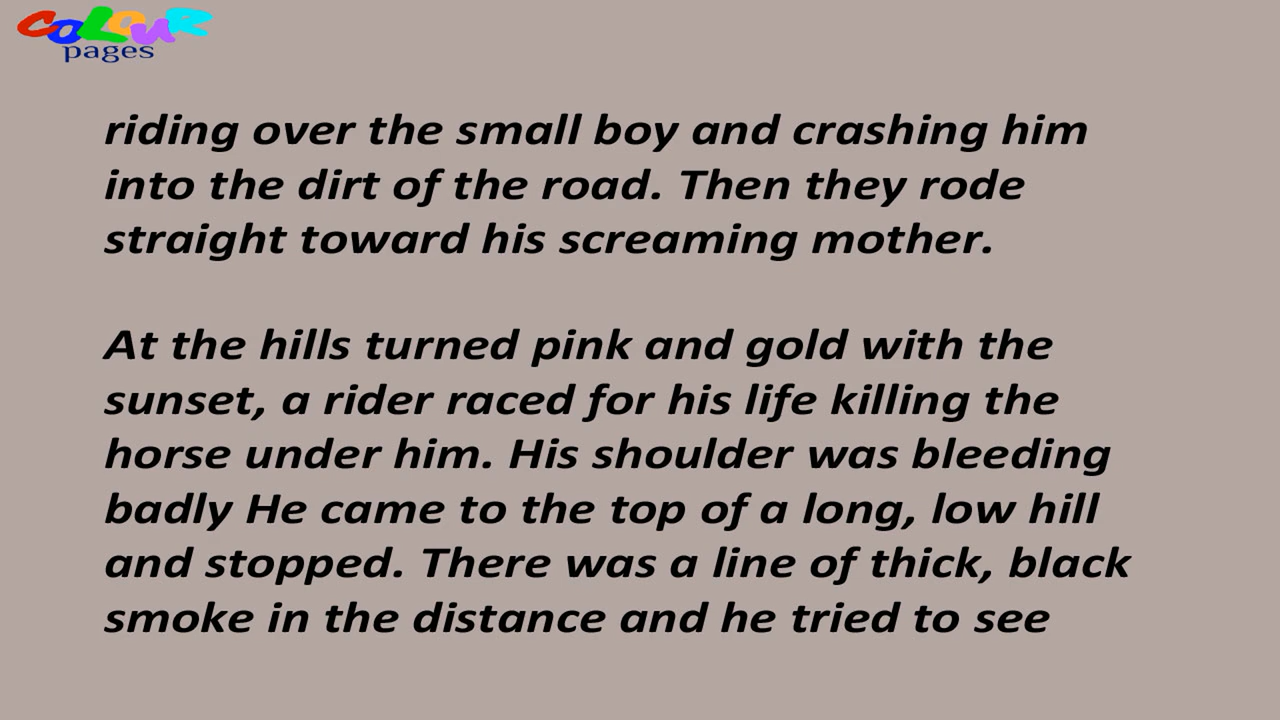 COLOUR
pages
riding over the small boy and crashing him
into the dirt of the road. Then they rode
straight toward his screaming mother.
At the hills turned pink and gold with the
sunset, a rider raced for his life killing the
horse under him. His shoulder was bleeding
badly He came to the top of a long, low hill
and stopped. There was a line of thick, black
smoke in the distance and he tried to see